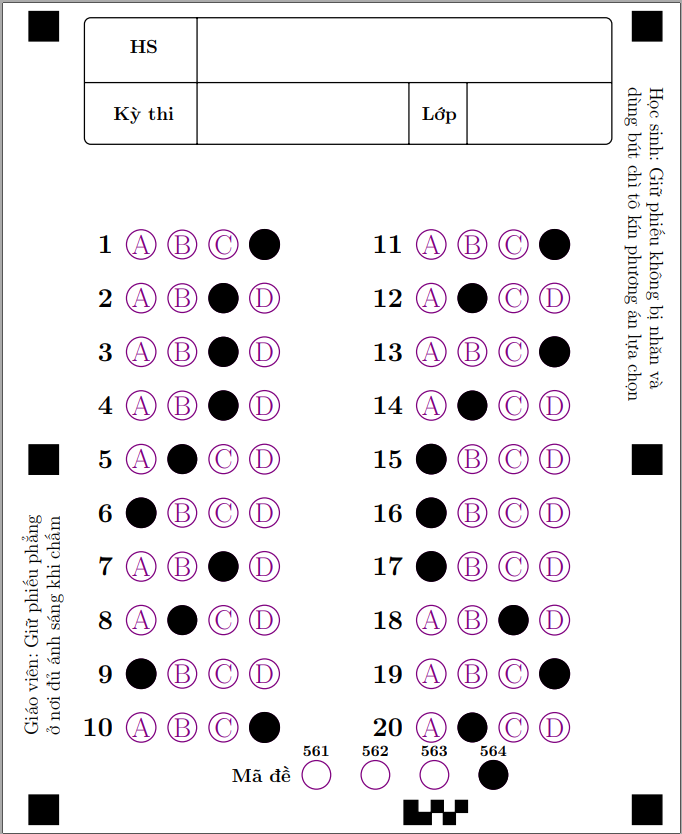 HS
Kỳ thi
Lớp
Học sinh: Giữ phiếu không bị nhăn và
dùng bút chì tô kín phương án lựa chọn
1 A B C
2 A B D
3 A B D
4 A B D
5 A C D
6 B C D
7 A B D
8 A C D
9 B C D
10 A B C
11 A B C
12 A C D
13 A B C
14 A C D
15 B C D
16 B C D
17 B C D
18 A B D
19 A B C
20 A C D
Giáo viên: Giữ phiếu phẳng
ở nơi đủ ánh sáng khi chấm
561 562 563 564
Mã đề